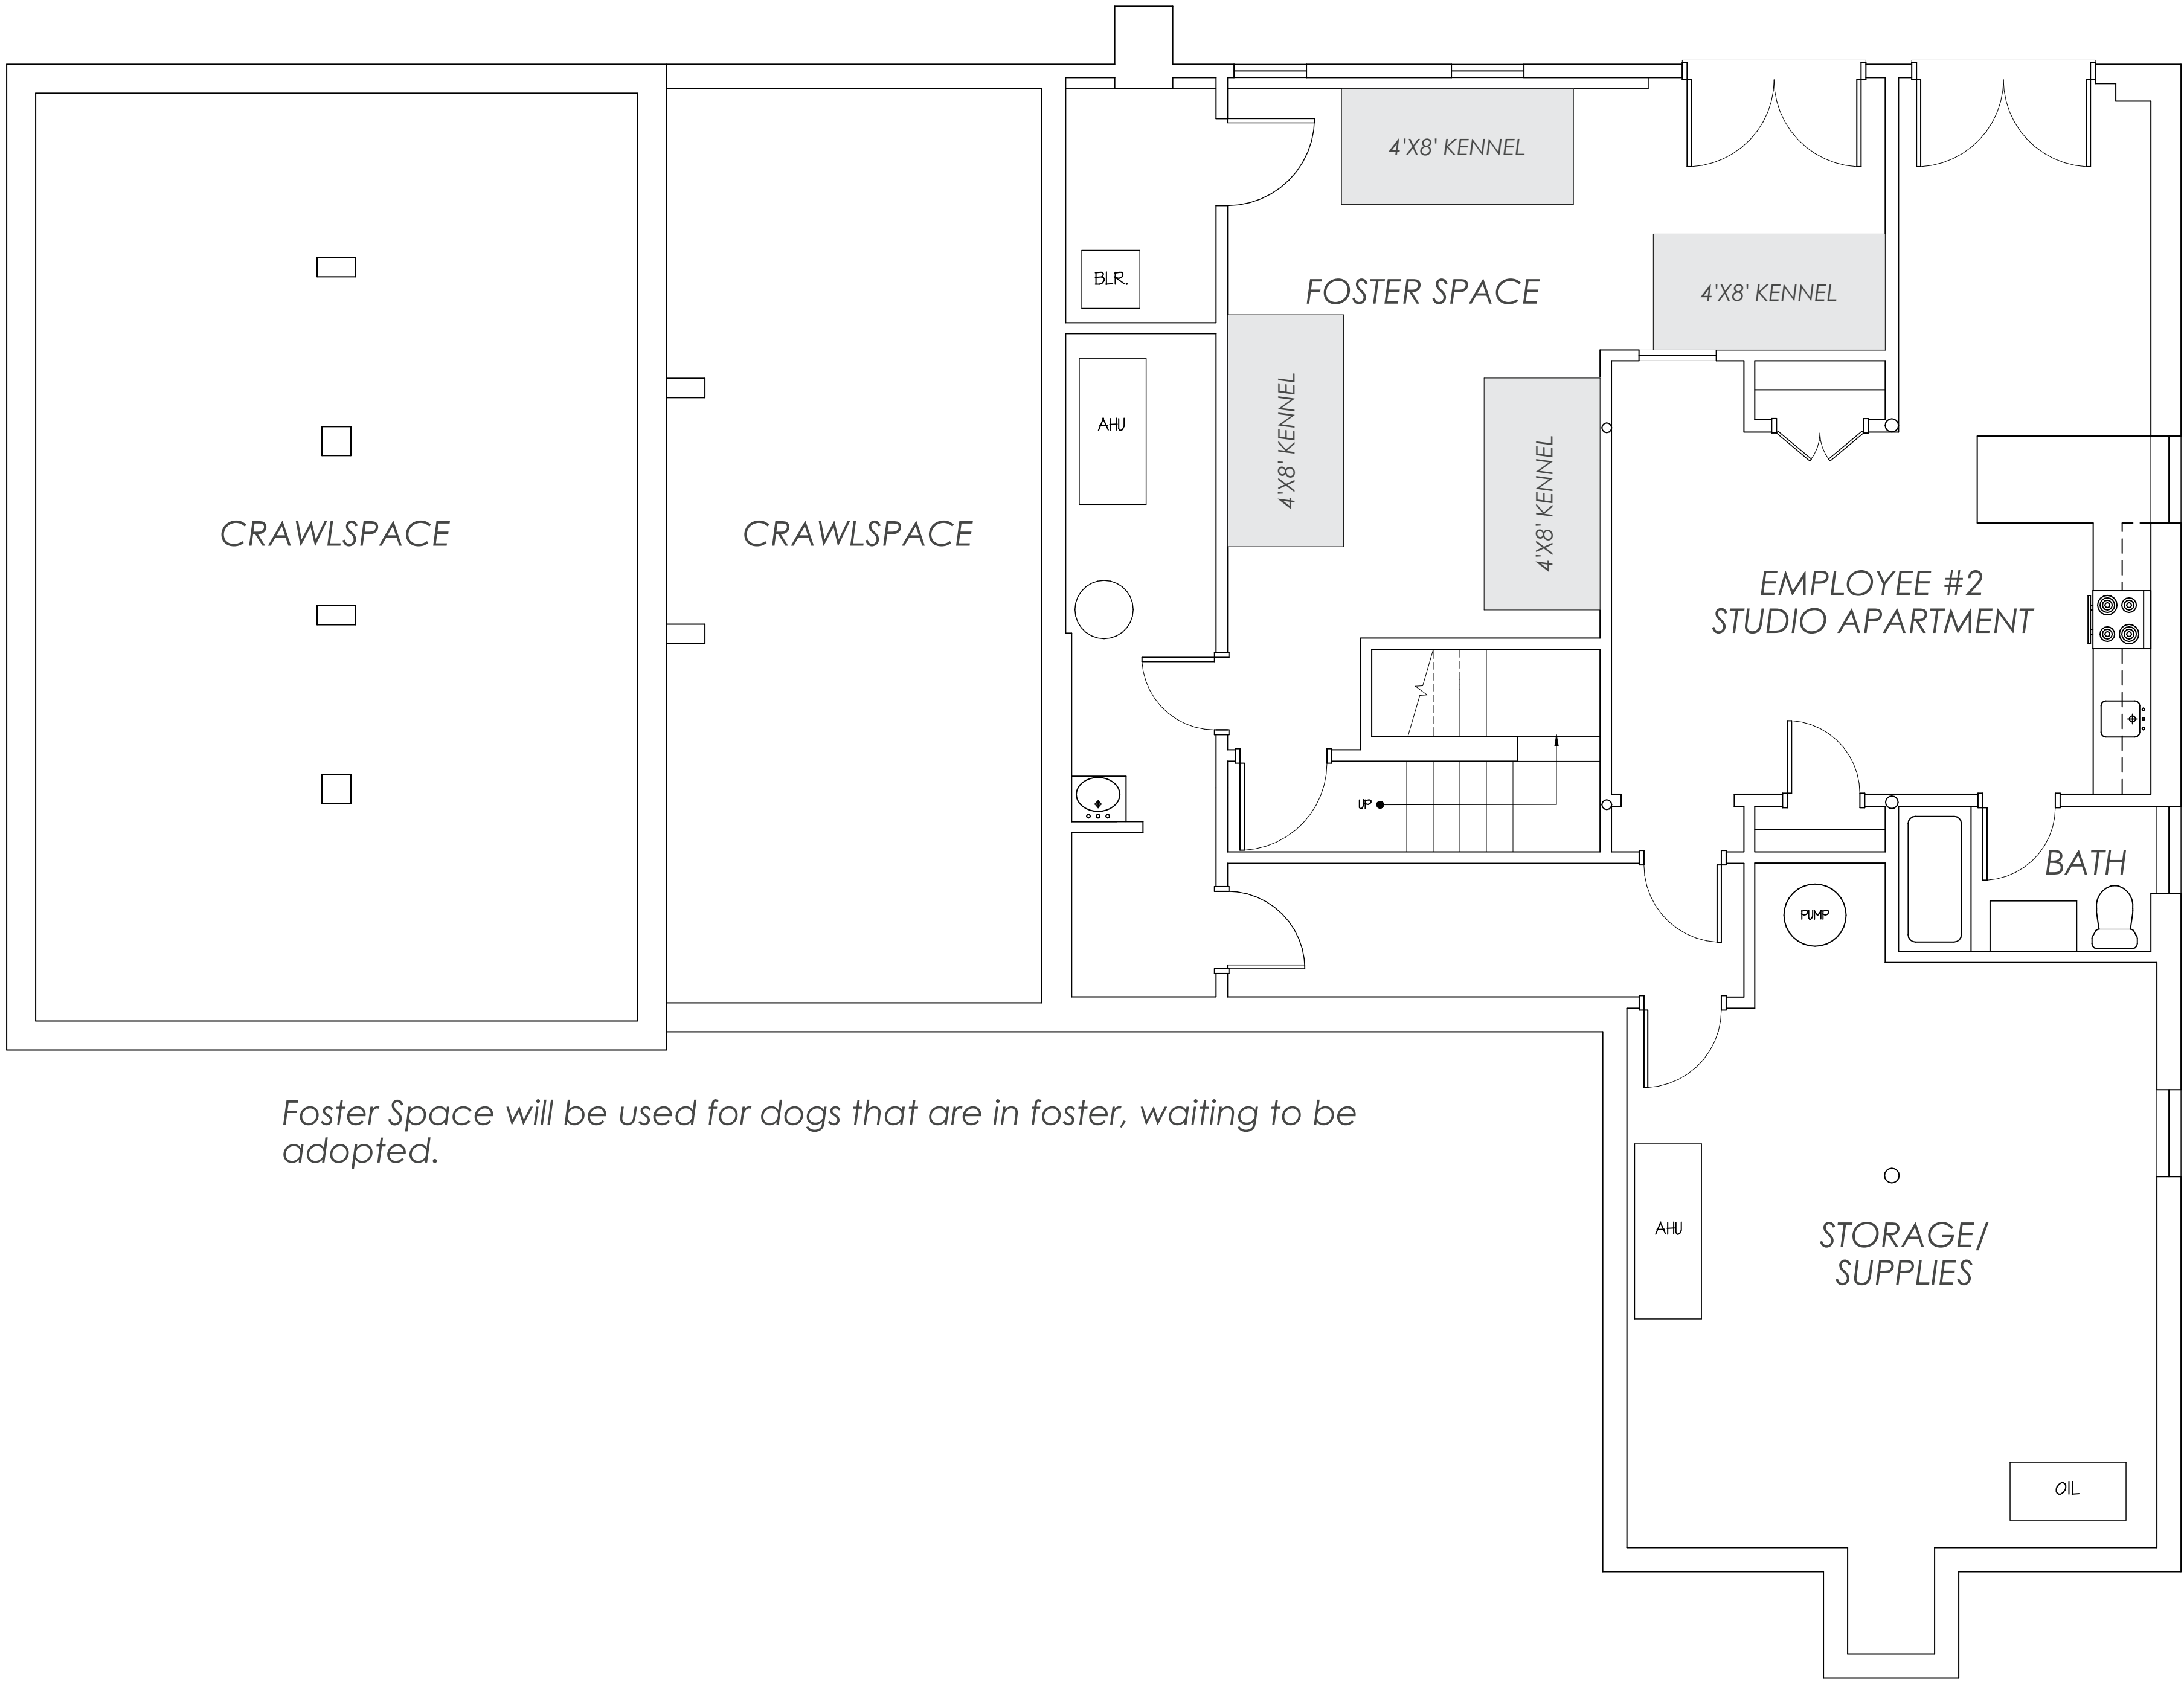 4'X8' KENNEL
BLR.
FOSTER SPACE
4'X8' KENNEL
AHU
4'X8' KENNEL
4'X8' KENNEL
CRAWLSPACE
CRAWLSPACE
EMPLOYEE #2
STUDIO APARTMENT
UP
BATH
PUMP
Foster Space will be used for dogs that are in foster, waiting to be
adopted.
AHU
STORAGE/
SUPPLIES
OIL